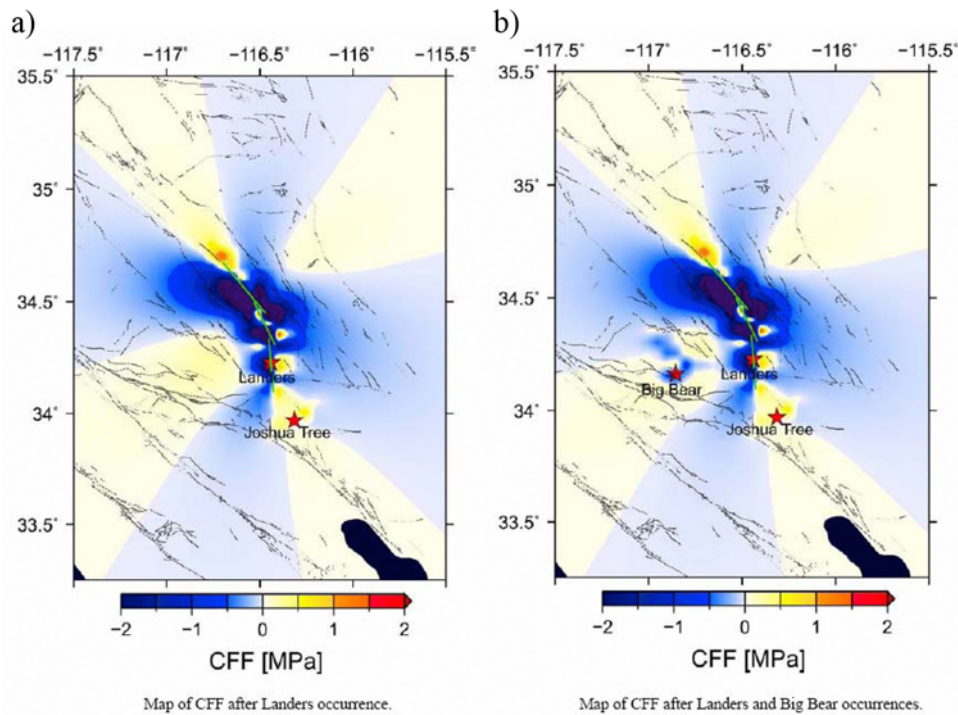 a)
b)
−117.5° −117° −116.5° −116° −115.5°
−117.5° −117° −116.5° −116° −115.5°
35.5°
35.5°
35°
35°
34.5°
34.5°
Landers
Landers
Big Bear
34°
34°
Joshua Tree
Joshua Tree
33.5°
33.5°
−2 −1 0 1 2
−2 −1 0 1 2
CFF [MPa]
CFF [MPa]
Map of CFF after Landers occurrence.
Map of CFF after Landers and Big Bear occurrences.